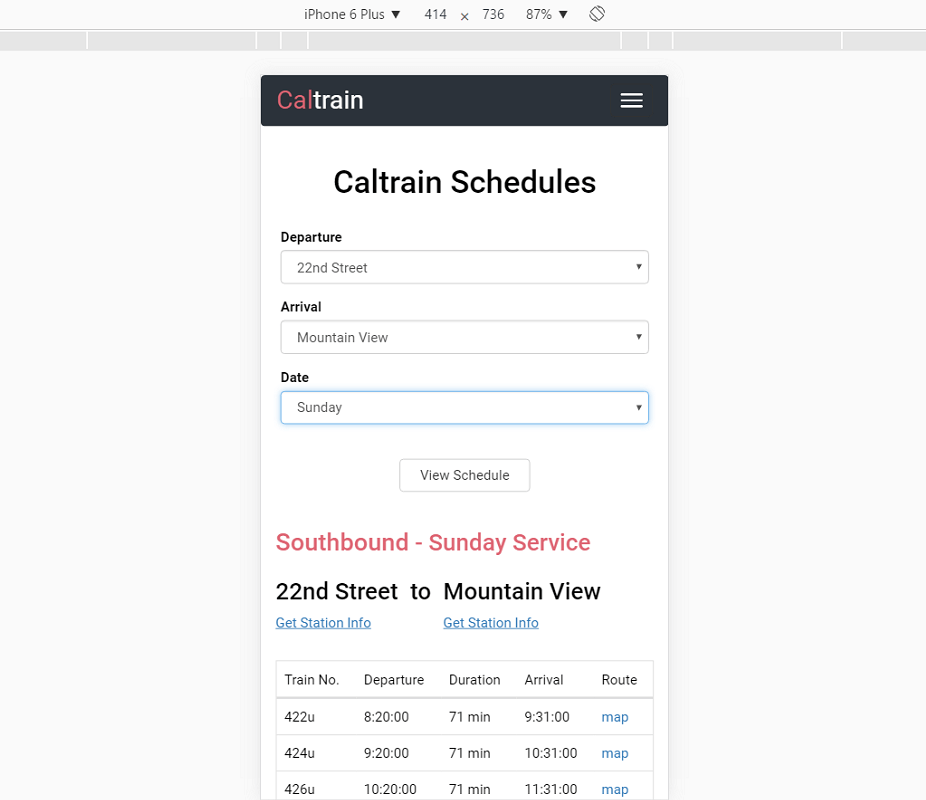 iPhone 6 Plus ▼ 414 × 736 87% ▼
Caltrain
Caltrain Schedules
Departure
22nd Street
Arrival
Mountain View
Date
Sunday
View Schedule
Southbound - Sunday Service
22nd Street to Mountain View
Get Station Info Get Station Info
Train No. Departure Duration Arrival Route
422u 8:20:00 71 min 9:31:00 map
424u 9:20:00 71 min 10:31:00 map
426u 10:20:00 71 min 11:31:00 map